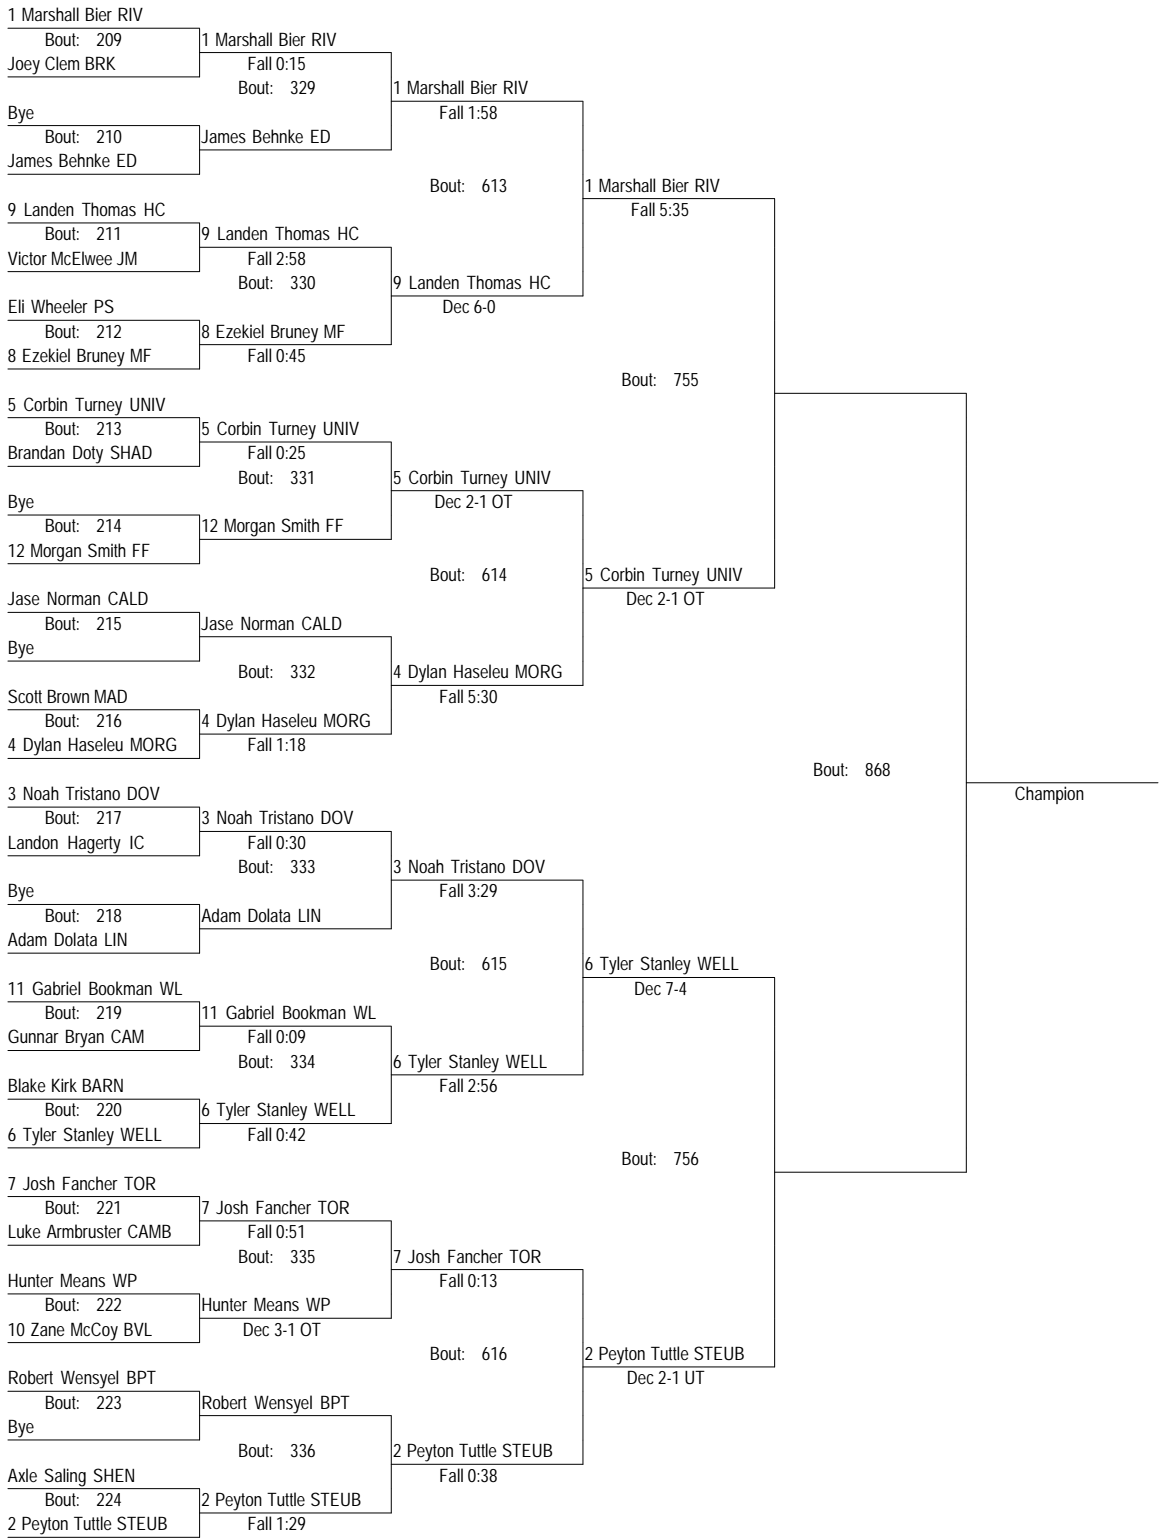 1 Marshall Bier RIV
Bout: 209
Joey Clem BRK
1 Marshall Bier RIV
Fall 0:15
Bout: 329
1 Marshall Bier RIV
Fall 1:58
Bye
Bout: 210
James Behnke ED
James Behnke ED
Bout: 613
1 Marshall Bier RIV
Fall 5:35
9 Landen Thomas HC
Bout: 211
Victor McElwee JM
9 Landen Thomas HC
Fall 2:58
Bout: 330
9 Landen Thomas HC
Dec 6-0
Eli Wheeler PS
Bout: 212
8 Ezekiel Bruney MF
8 Ezekiel Bruney MF
Fall 0:45
Bout: 755
5 Corbin Turney UNIV
Bout: 213
Brandan Doty SHAD
5 Corbin Turney UNIV
Fall 0:25
Bout: 331
5 Corbin Turney UNIV
Dec 2-1 OT
Bye
Bout: 214
12 Morgan Smith FF
12 Morgan Smith FF
Bout: 614
5 Corbin Turney UNIV
Dec 2-1 OT
Jase Norman CALD
Bout: 215
Bye
Jase Norman CALD
Bout: 332
4 Dylan Haseleu MORG
Fall 5:30
Scott Brown MAD
Bout: 216
4 Dylan Haseleu MORG
4 Dylan Haseleu MORG
Fall 1:18
Bout: 868
Champion
3 Noah Tristano DOV
Bout: 217
Landon Hagerty IC
3 Noah Tristano DOV
Fall 0:30
Bout: 333
3 Noah Tristano DOV
Fall 3:29
Bye
Bout: 218
Adam Dolata LIN
Adam Dolata LIN
Bout: 615
6 Tyler Stanley WELL
Dec 7-4
11 Gabriel Bookman WL
Bout: 219
Gunnar Bryan CAM
11 Gabriel Bookman WL
Fall 0:09
Bout: 334
6 Tyler Stanley WELL
Fall 2:56
Blake Kirk BARN
Bout: 220
6 Tyler Stanley WELL
6 Tyler Stanley WELL
Fall 0:42
Bout: 756
7 Josh Fancher TOR
Bout: 221
Luke Armbruster CAMB
7 Josh Fancher TOR
Fall 0:51
Bout: 335
7 Josh Fancher TOR
Fall 0:13
Hunter Means WP
Bout: 222
10 Zane McCoy BVL
Hunter Means WP
Dec 3-1 OT
Bout: 616
2 Peyton Tuttle STEUB
Dec 2-1 UT
Robert Wensyel BPT
Bout: 223
Bye
Robert Wensyel BPT
Bout: 336
2 Peyton Tuttle STEUB
Fall 0:38
Axle Saling SHEN
Bout: 224
2 Peyton Tuttle STEUB
2 Peyton Tuttle STEUB
Fall 1:29